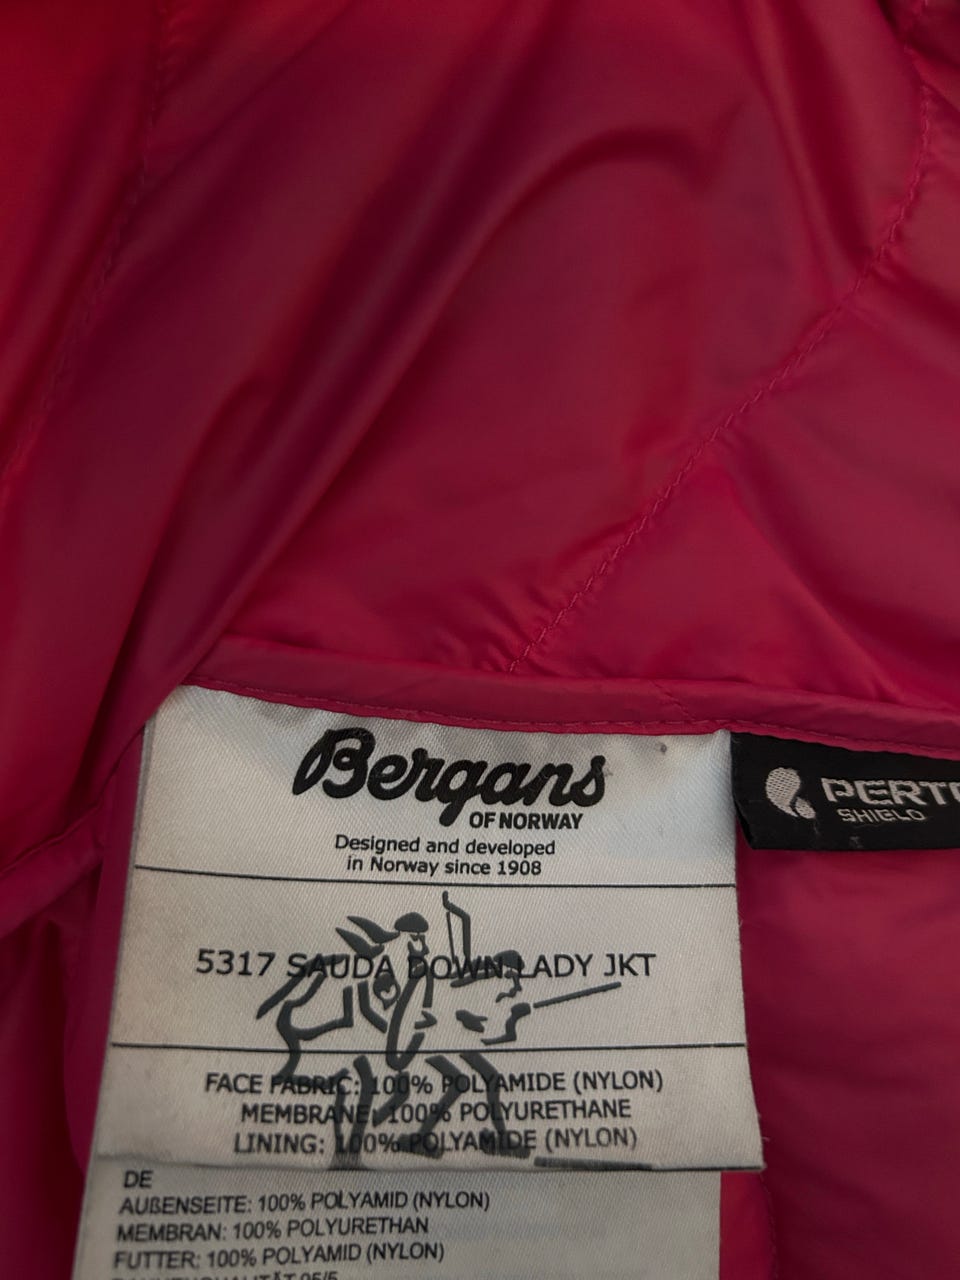 Bergans
OF NORWAY
Designed and developed
in Norway since 1908
SHIELD
5317 SAUDA DOWN LADY JKT
FACE FABRIC: 100% POLYAMIDE (NYLON)
MEMBRANE: 100% POLYURETHANE
LINING: 100% POLYAMIDE (NYLON)
DE
AUßENSEITE: 100% POLYAMID (NYLON)
MEMBRAN: 100% POLYURETHAN
FUTTER: 100% POLYAMID (NYLON)